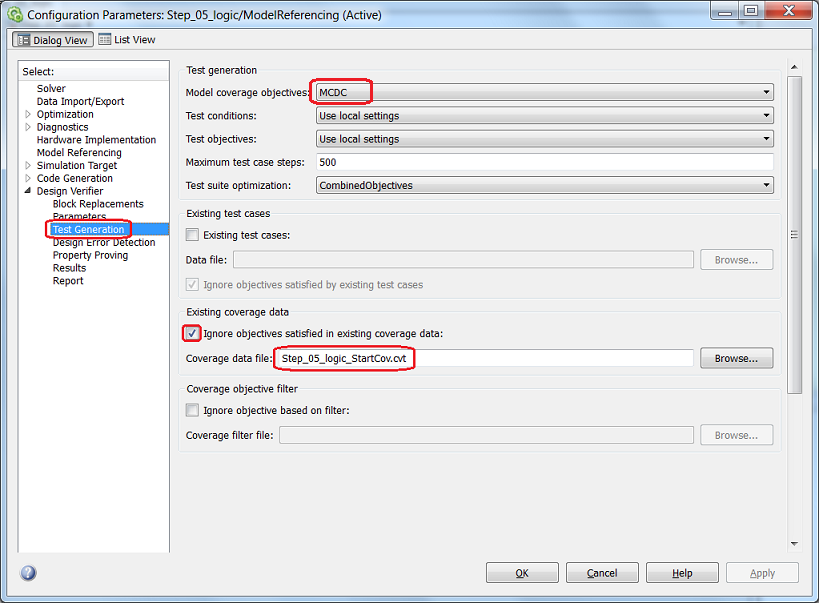 Configuration Parameters: Step_05_logic/ModelReferencing (Active)
Dialog View List View
Select:
Solver
Data Import/Export
Optimization
Diagnostics
Hardware Implementation
Model Referencing
Simulation Target
Code Generation
Design Verifier
Block Replacements
Parameters
Test Generation
Design Error Detection
Property Proving
Results
Report
Test generation
Model coverage objectives: MCDC
Test conditions: Use local settings
Test objectives: Use local settings
Maximum test case steps: 500
Test suite optimization: CombinedObjectives
Existing test cases
Existing test cases:
Data file: Browse...
Ignore objectives satisfied by existing test cases
Existing coverage data
Ignore objectives satisfied in existing coverage data:
Coverage data file: Step_05_logic_StartCov.cvt Browse...
Coverage objective filter
Ignore objective based on filter:
Coverage filter file: Browse...
? OK Cancel Help Apply